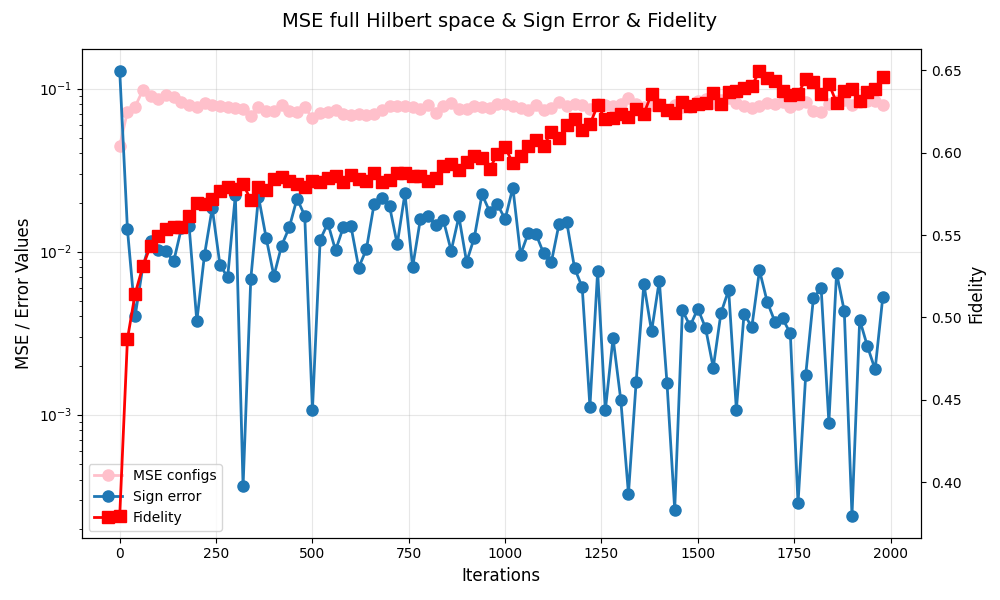 MSE full Hilbert space & Sign Error & Fidelity
MSE / Error Values
10⁻¹
10⁻²
10⁻³
0.65
0.60
0.55
0.50
0.45
0.40
Fidelity
MSE configs
Sign error
Fidelity
0 250 500 750 1000 1250 1500 1750 2000
Iterations